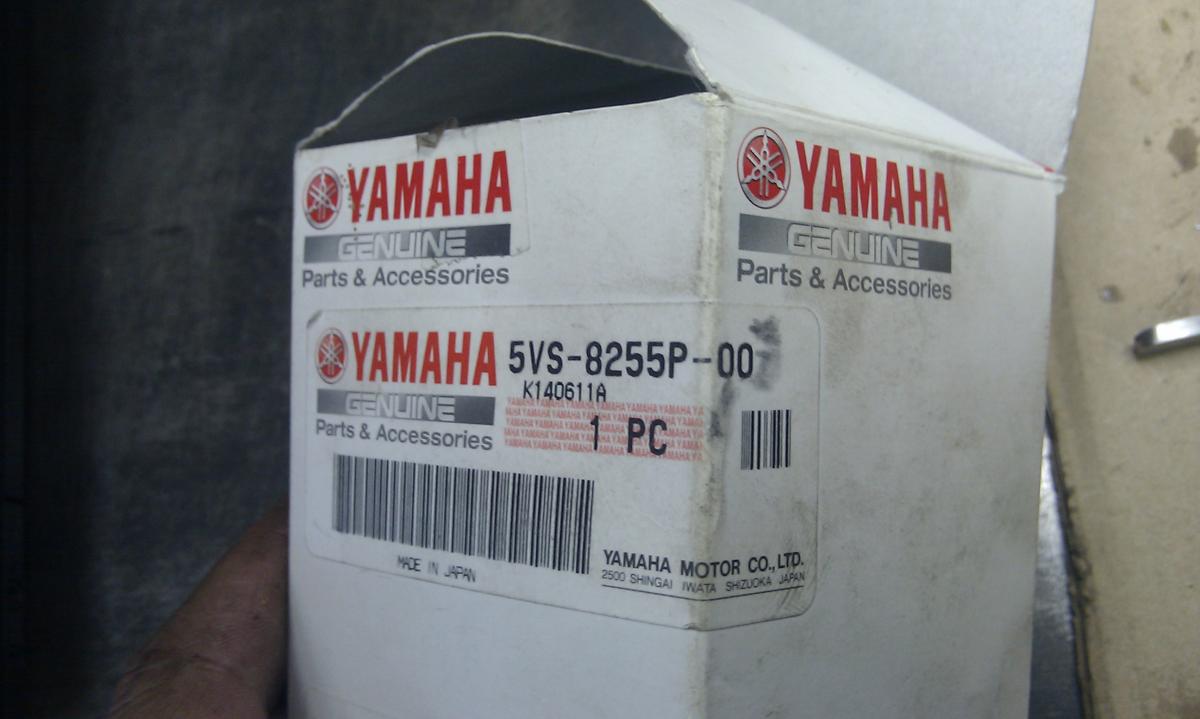 YAMAHA
GENUINE
Parts & Accessories
YAMAHA
GENUINE
Parts & Accessories
YAMAHA
GENUINE
Parts & Accessories
5VS-8255P-00
K140611A
1 PC
MADE IN JAPAN
YAMAHA MOTOR CO., LTD.
2500 SHINGAI IWATA SHIZUOKA JAPAN